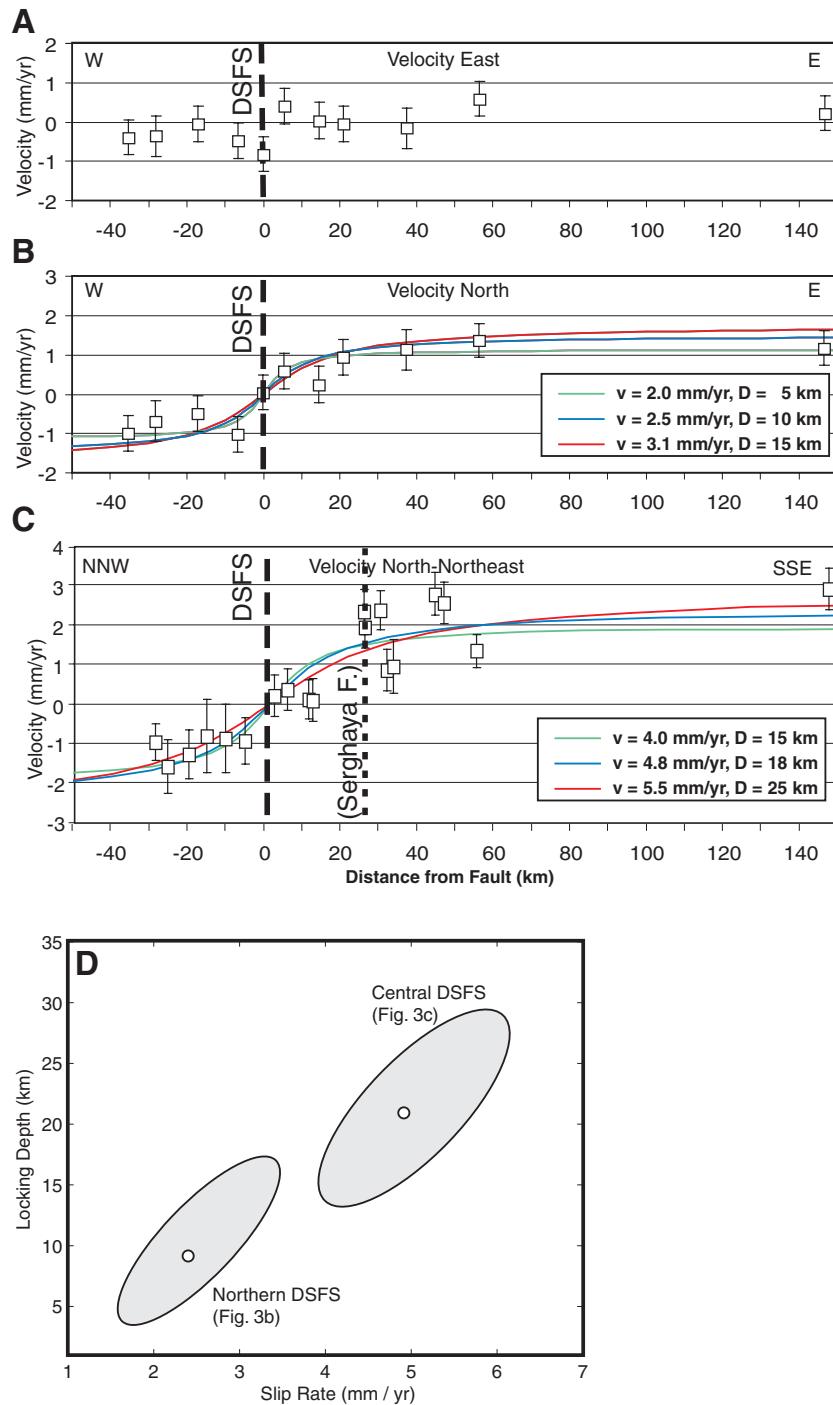 A
W
Velocity East
E
DSFS
Velocity (mm/yr)
2
1
0
-1
-2
-40 -20 0 20 40 60 80 100 120 140
B
W
Velocity North
E
DSFS
Velocity (mm/yr)
3
2
1
0
-1
-2
v = 2.0 mm/yr, D = 5 km
v = 2.5 mm/yr, D = 10 km
v = 3.1 mm/yr, D = 15 km
-40 -20 0 20 40 60 80 100 120 140
C
NNW
Velocity North-Northeast
SSE
DSFS
(Serghaya F.)
Velocity (mm/yr)
4
3
2
1
0
-1
-2
-3
v = 4.0 mm/yr, D = 15 km
v = 4.8 mm/yr, D = 18 km
v = 5.5 mm/yr, D = 25 km
-40 -20 0 20 40 60 80 100 120 140
Distance from Fault (km)
D
Central DSFS
(Fig. 3c)
Northern DSFS
(Fig. 3b)
Locking Depth (km)
35
30
25
20
15
10
5
1 2 3 4 5 6 7
Slip Rate (mm / yr)